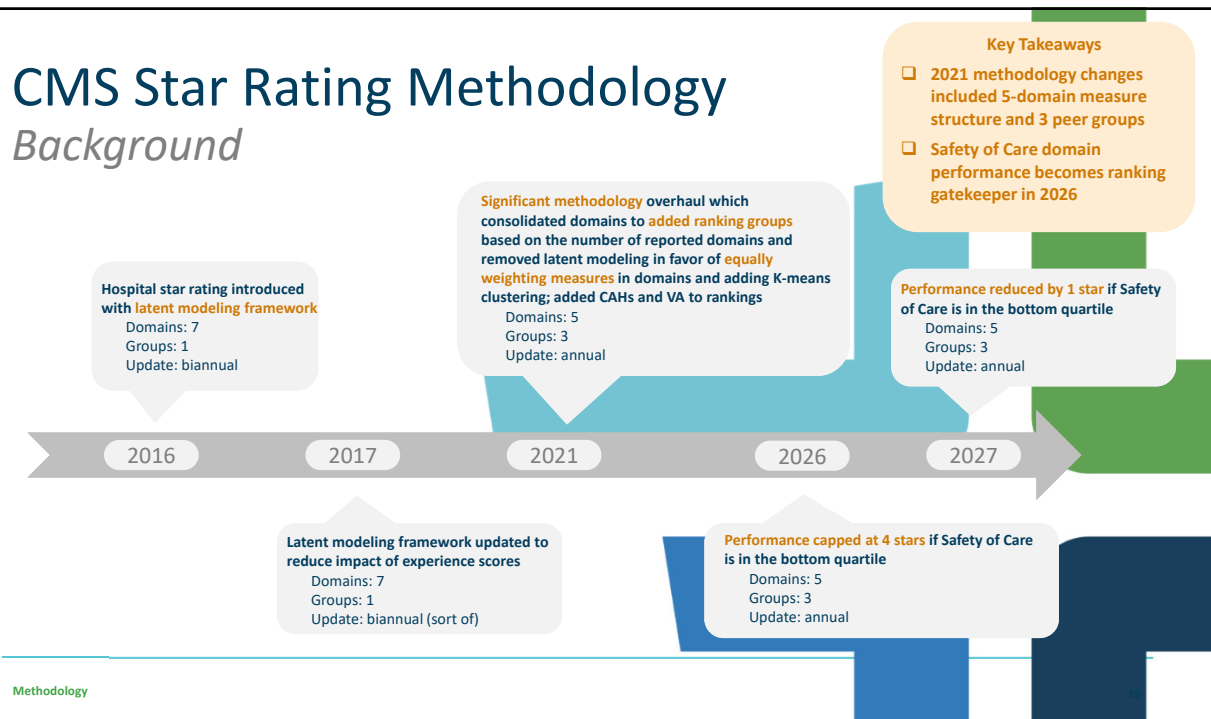 CMS Star Rating Methodology
Background
Key Takeaways
❑ 2021 methodology changes
included 5-domain measure
structure and 3 peer groups
❑ Safety of Care domain
performance becomes ranking
gatekeeper in 2026
Hospital star rating introduced
with latent modeling framework
Domains: 7
Groups: 1
Update: biannual
Significant methodology overhaul which
consolidated domains to added ranking groups
based on the number of reported domains and
removed latent modeling in favor of equally
weighting measures in domains and adding K-means
clustering; added CAHs and VA to rankings
Domains: 5
Groups: 3
Update: annual
Performance reduced by 1 star if Safety
of Care is in the bottom quartile
Domains: 5
Groups: 3
Update: annual
2016
2017
2021
2026
2027
Latent modeling framework updated to
reduce impact of experience scores
Domains: 7
Groups: 1
Update: biannual (sort of)
Performance capped at 4 stars if Safety of Care
is in the bottom quartile
Domains: 5
Groups: 3
Update: annual
Methodology